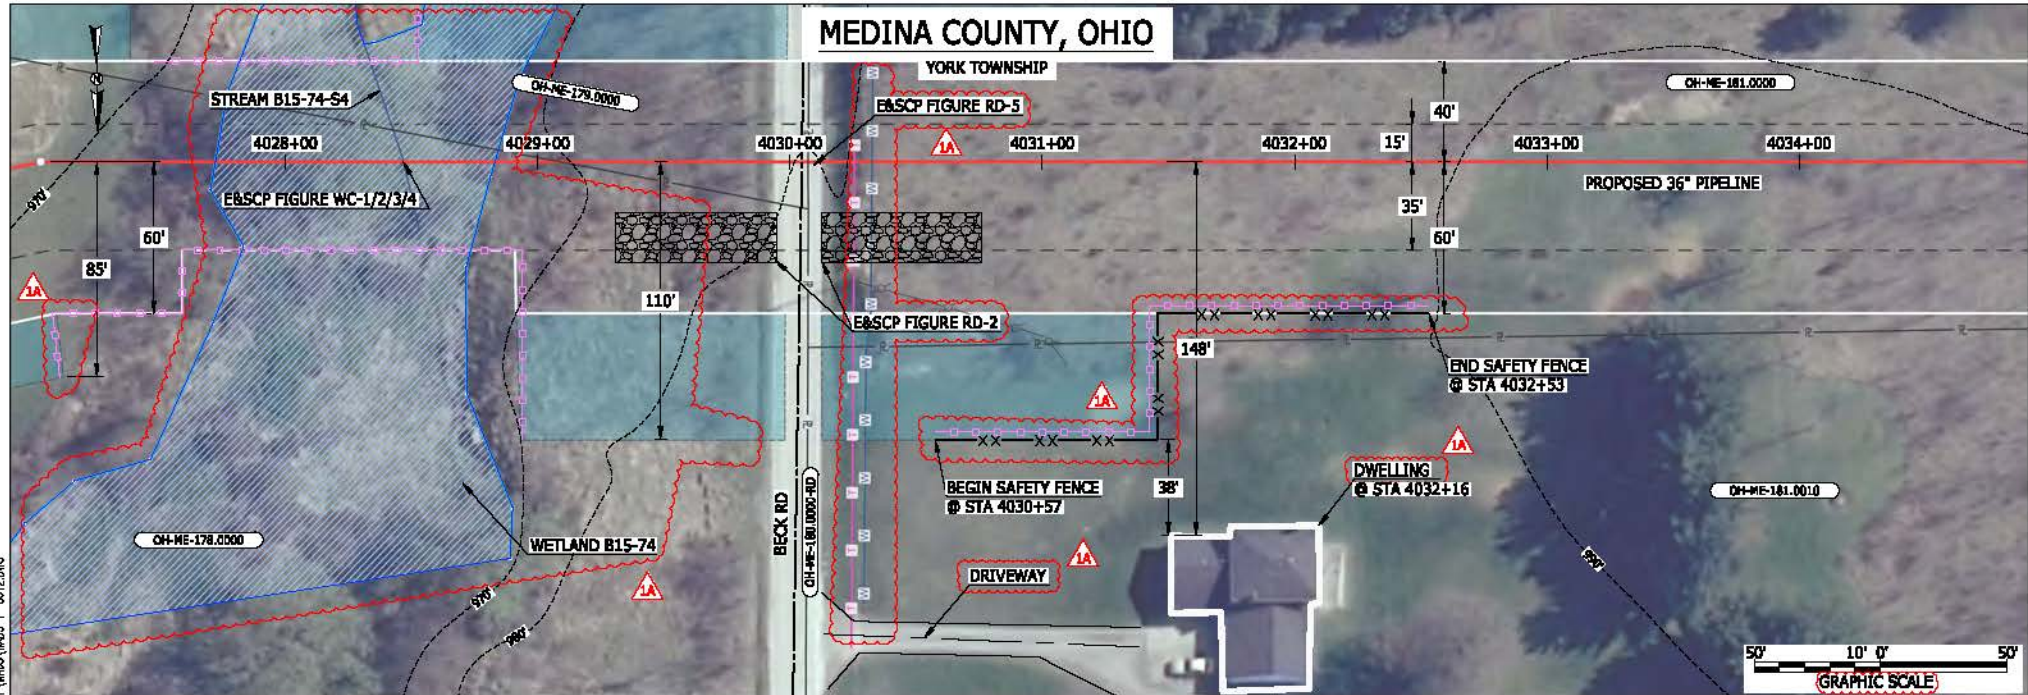 MEDINA COUNTY, OHIO
YORK TOWNSHIP
OH-ME-179.0000
OH-ME-181.0000
STREAM B15-74-S4
E&SCP FIGURE RD-5
40'
15'
1A
4028+00
4029+00
4030+00
4031+00
4032+00
4033+00
4034+00
PROPOSED 36" PIPELINE
970'
E&SCP FIGURE WC-1/2/3/4
35'
60'
60'
85'
1A
110'
E&SCP FIGURE RD-2
148'
END SAFETY FENCE
@ STA 4032+53
1A
1A
BEGIN SAFETY FENCE
@ STA 4030+57
38'
DWELLING
@ STA 4032+16
OH-ME-181.0010
BECK RD
OH-ME-180.0000-RD
OH-ME-178.0000
WETLAND B15-74
1A
1A
DRIVEWAY
970'
980'
990'
50'
10'
0'
50'
GRAPHIC SCALE